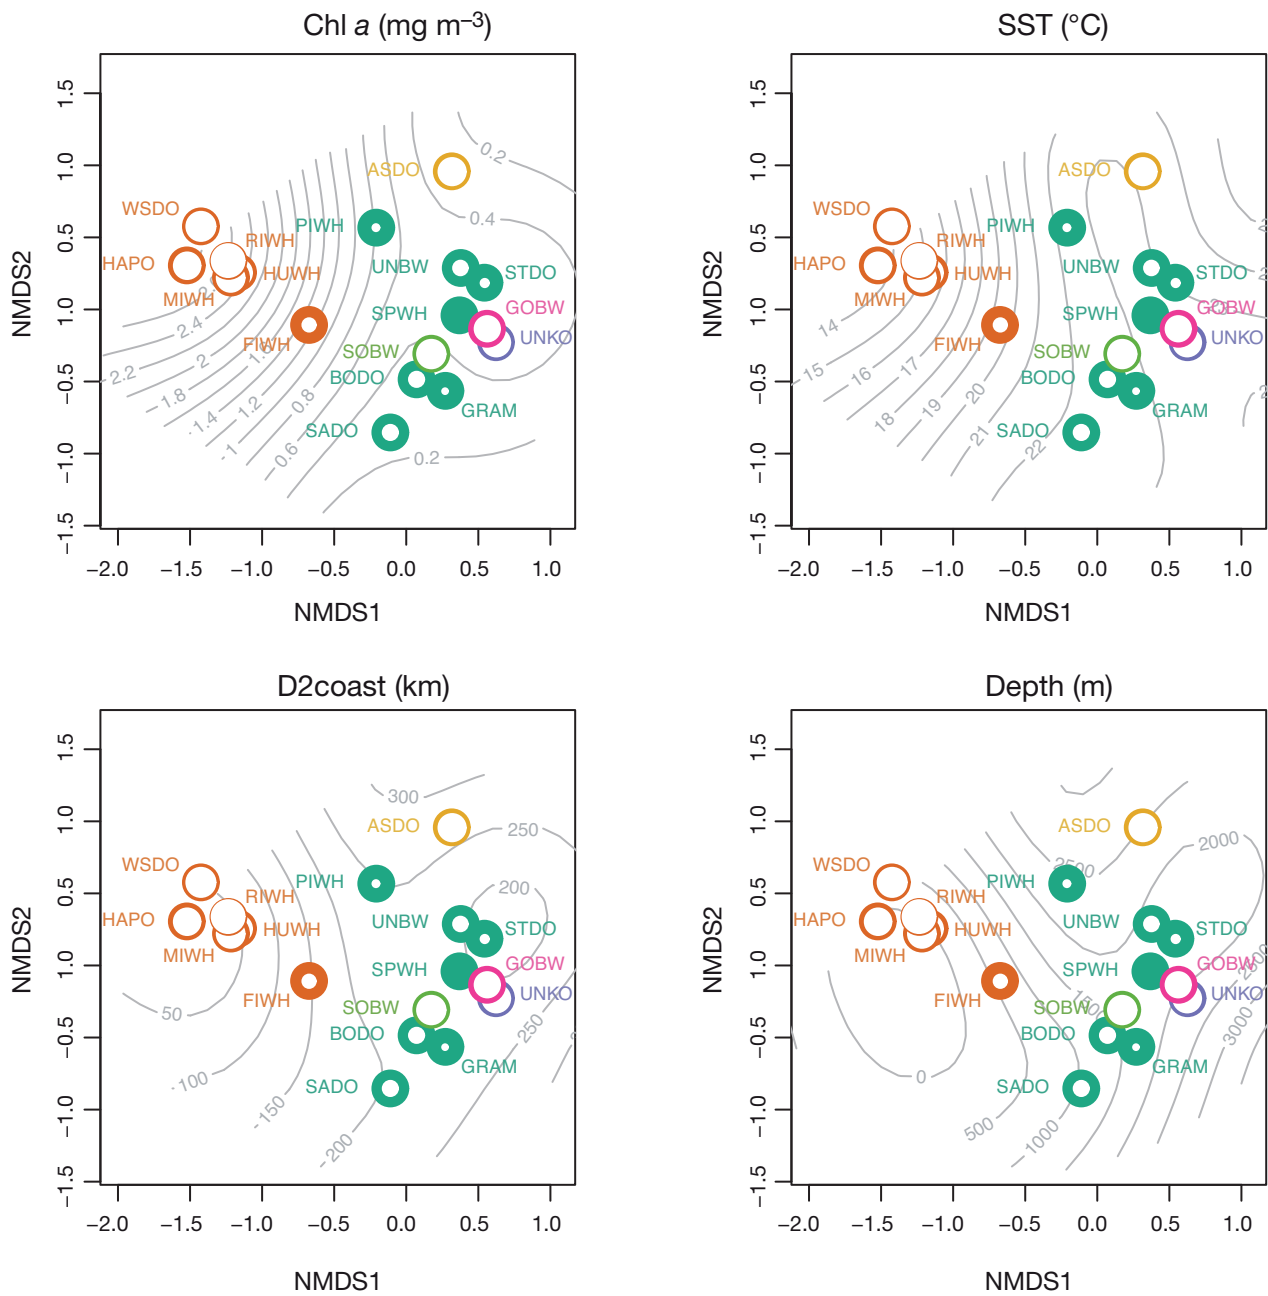 Chl a (mg m–3)
1.5
1.0
0.5
1.0
–0.5
–1.0
–1.5
NMDS2
0.2
ASDO
0.4
WSDO
PIWH
RIWH
HAPO
UNBW
STDO
HUWH
MIWH
GOBW
SPWH
2.4
UNKO
FIWH
SOBW
2
2.2
BODO
1.8
0.8
1.2
GRAM
1.4
SADO
1
0.6
0.2
–2.0
–1.5
–1.0
–0.5
0.0
0.5
1.0
NMDS1
SST (°C)
1.5
1.0
0.5
1.0
–0.5
–1.0
–1.5
NMDS2
ASDO
WSDO
PIWH
RIWH
HAPO
UNBW
STDO
HUWH
MIWH
GOBW
SPWH
14
UNKO
FIWH
SOBW
15
16
17
BODO
20
18
19
GRAM
21
SADO
22
–2.0
–1.5
–1.0
–0.5
0.0
0.5
1.0
NMDS1
D2coast (km)
1.5
1.0
0.5
1.0
–0.5
–1.0
–1.5
NMDS2
300
ASDO
250
WSDO
PIWH
200
RIWH
HAPO
UNBW
STDO
HUWH
MIWH
GOBW
SPWH
UNKO
FIWH
SOBW
50
BODO
250
GRAM
100
SADO
150
200
–2.0
–1.5
–1.0
–0.5
0.0
0.5
1.0
NMDS1
Depth (m)
1.5
1.0
0.5
1.0
–0.5
–1.0
–1.5
NMDS2
ASDO
2000
2500
WSDO
PIWH
RIWH
HAPO
UNBW
STDO
HUWH
MIWH
GOBW
2500
SPWH
UNKO
FIWH
1500
SOBW
3000
BODO
GRAM
0
SADO
500
1000
–2.0
–1.5
–1.0
–0.5
0.0
0.5
1.0
NMDS1